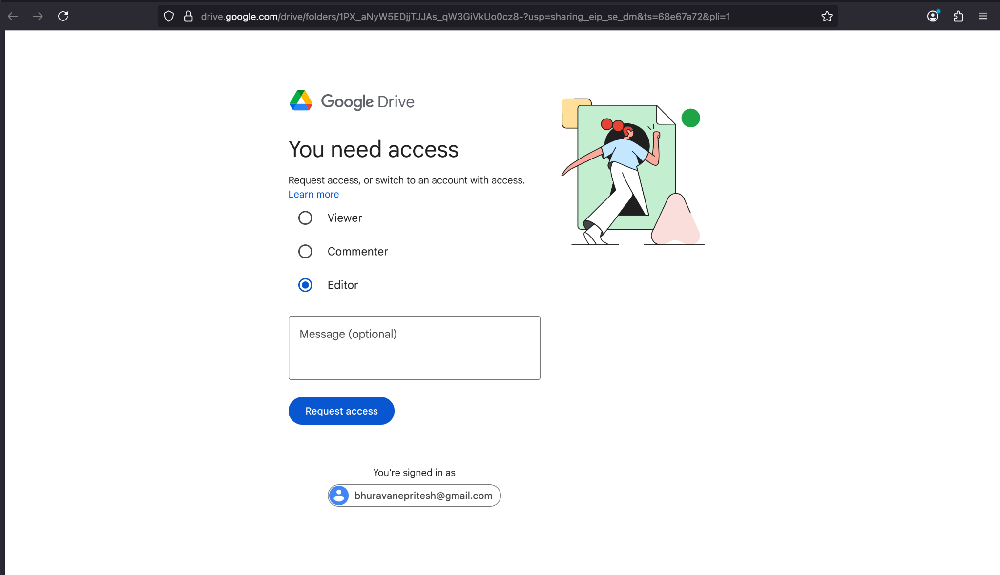 drive.google.com/drive/folders/1PX_aNyW5EDjjTJJAs_qW3GiVkUo0cz8-?usp=sharing_eip_se_dm&ts=68e67a72&pli=1
Google Drive
You need access
Request access, or switch to an account with access.
Learn more
Viewer
Commenter
Editor
Message (optional)
Request access
You're signed in as
bhuravanepritesh@gmail.com